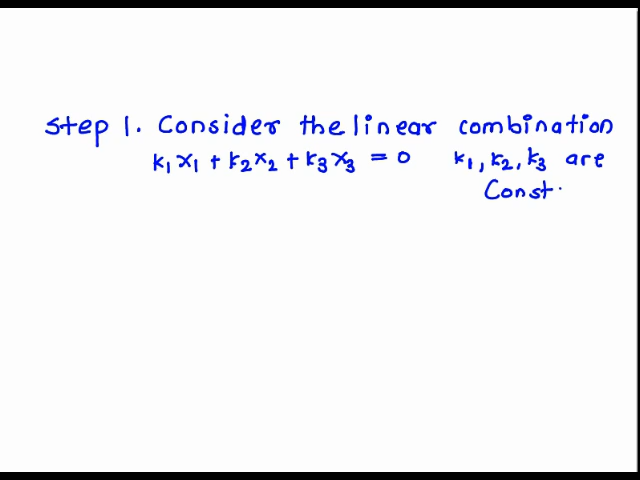 Step 1. Consider the linear combination
k₁x₁ + k₂x₂ + k₃x₃ = 0 k₁, k₂, k₃ are
Const.